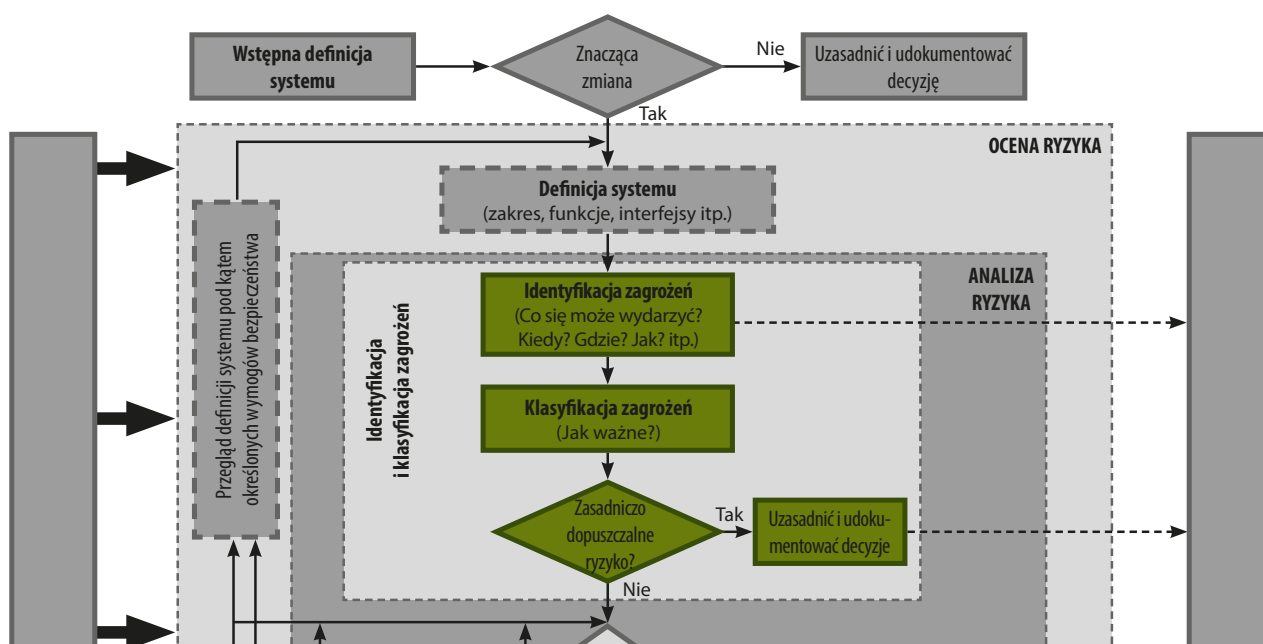 Wstępna definicja
systemu
Znacząca
zmiana
Nie
Uzasadnić i udokumentować
decyzję
Tak
OCENA RYZYKA
Definicja systemu
(zakres, funkcje, interfejsy itp.)
Przegląd definicji systemu pod kątem
określonych wymogów bezpieczeństwa
ANALIZA
RYZYKA
Identyfikacja
i klasyfikacja zagrożeń
Identyfikacja zagrożeń
(Co się może wydarzyć?
Kiedy? Gdzie? Jak? itp.)
Klasyfikacja zagrożeń
(Jak ważne?)
Zasadniczo
dopuszczalne
ryzyko?
Tak
Uzasadnić i udoku-
mentować decyzje
Nie